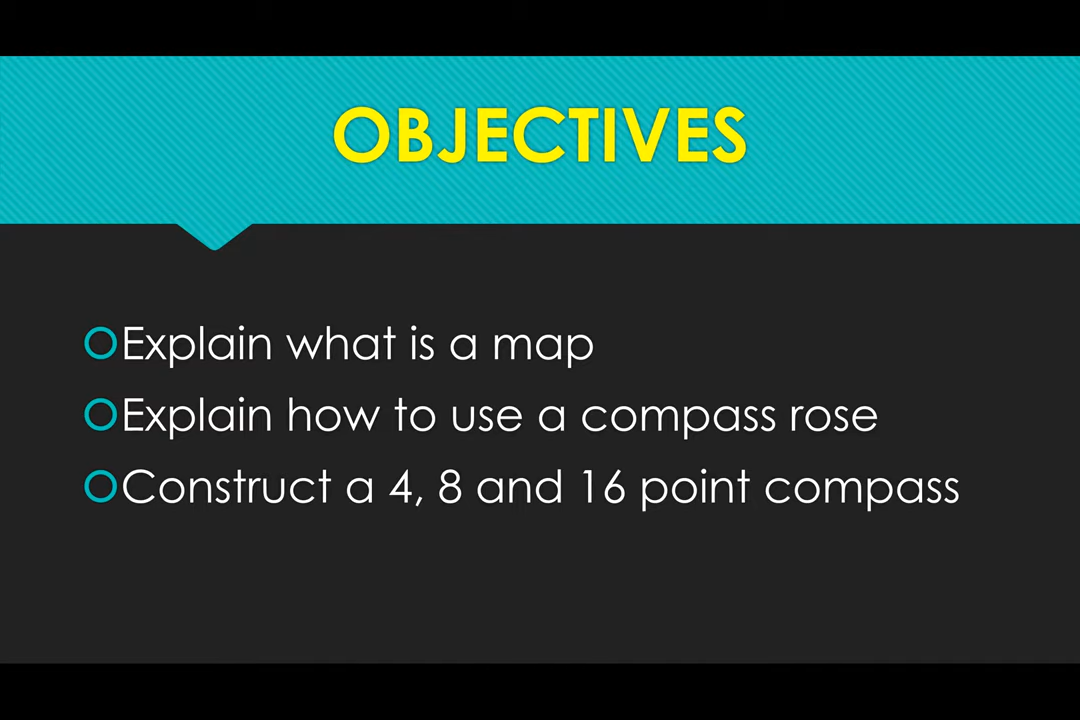 OBJECTIVES
Explain what is a map
Explain how to use a compass rose
Construct a 4, 8 and 16 point compass